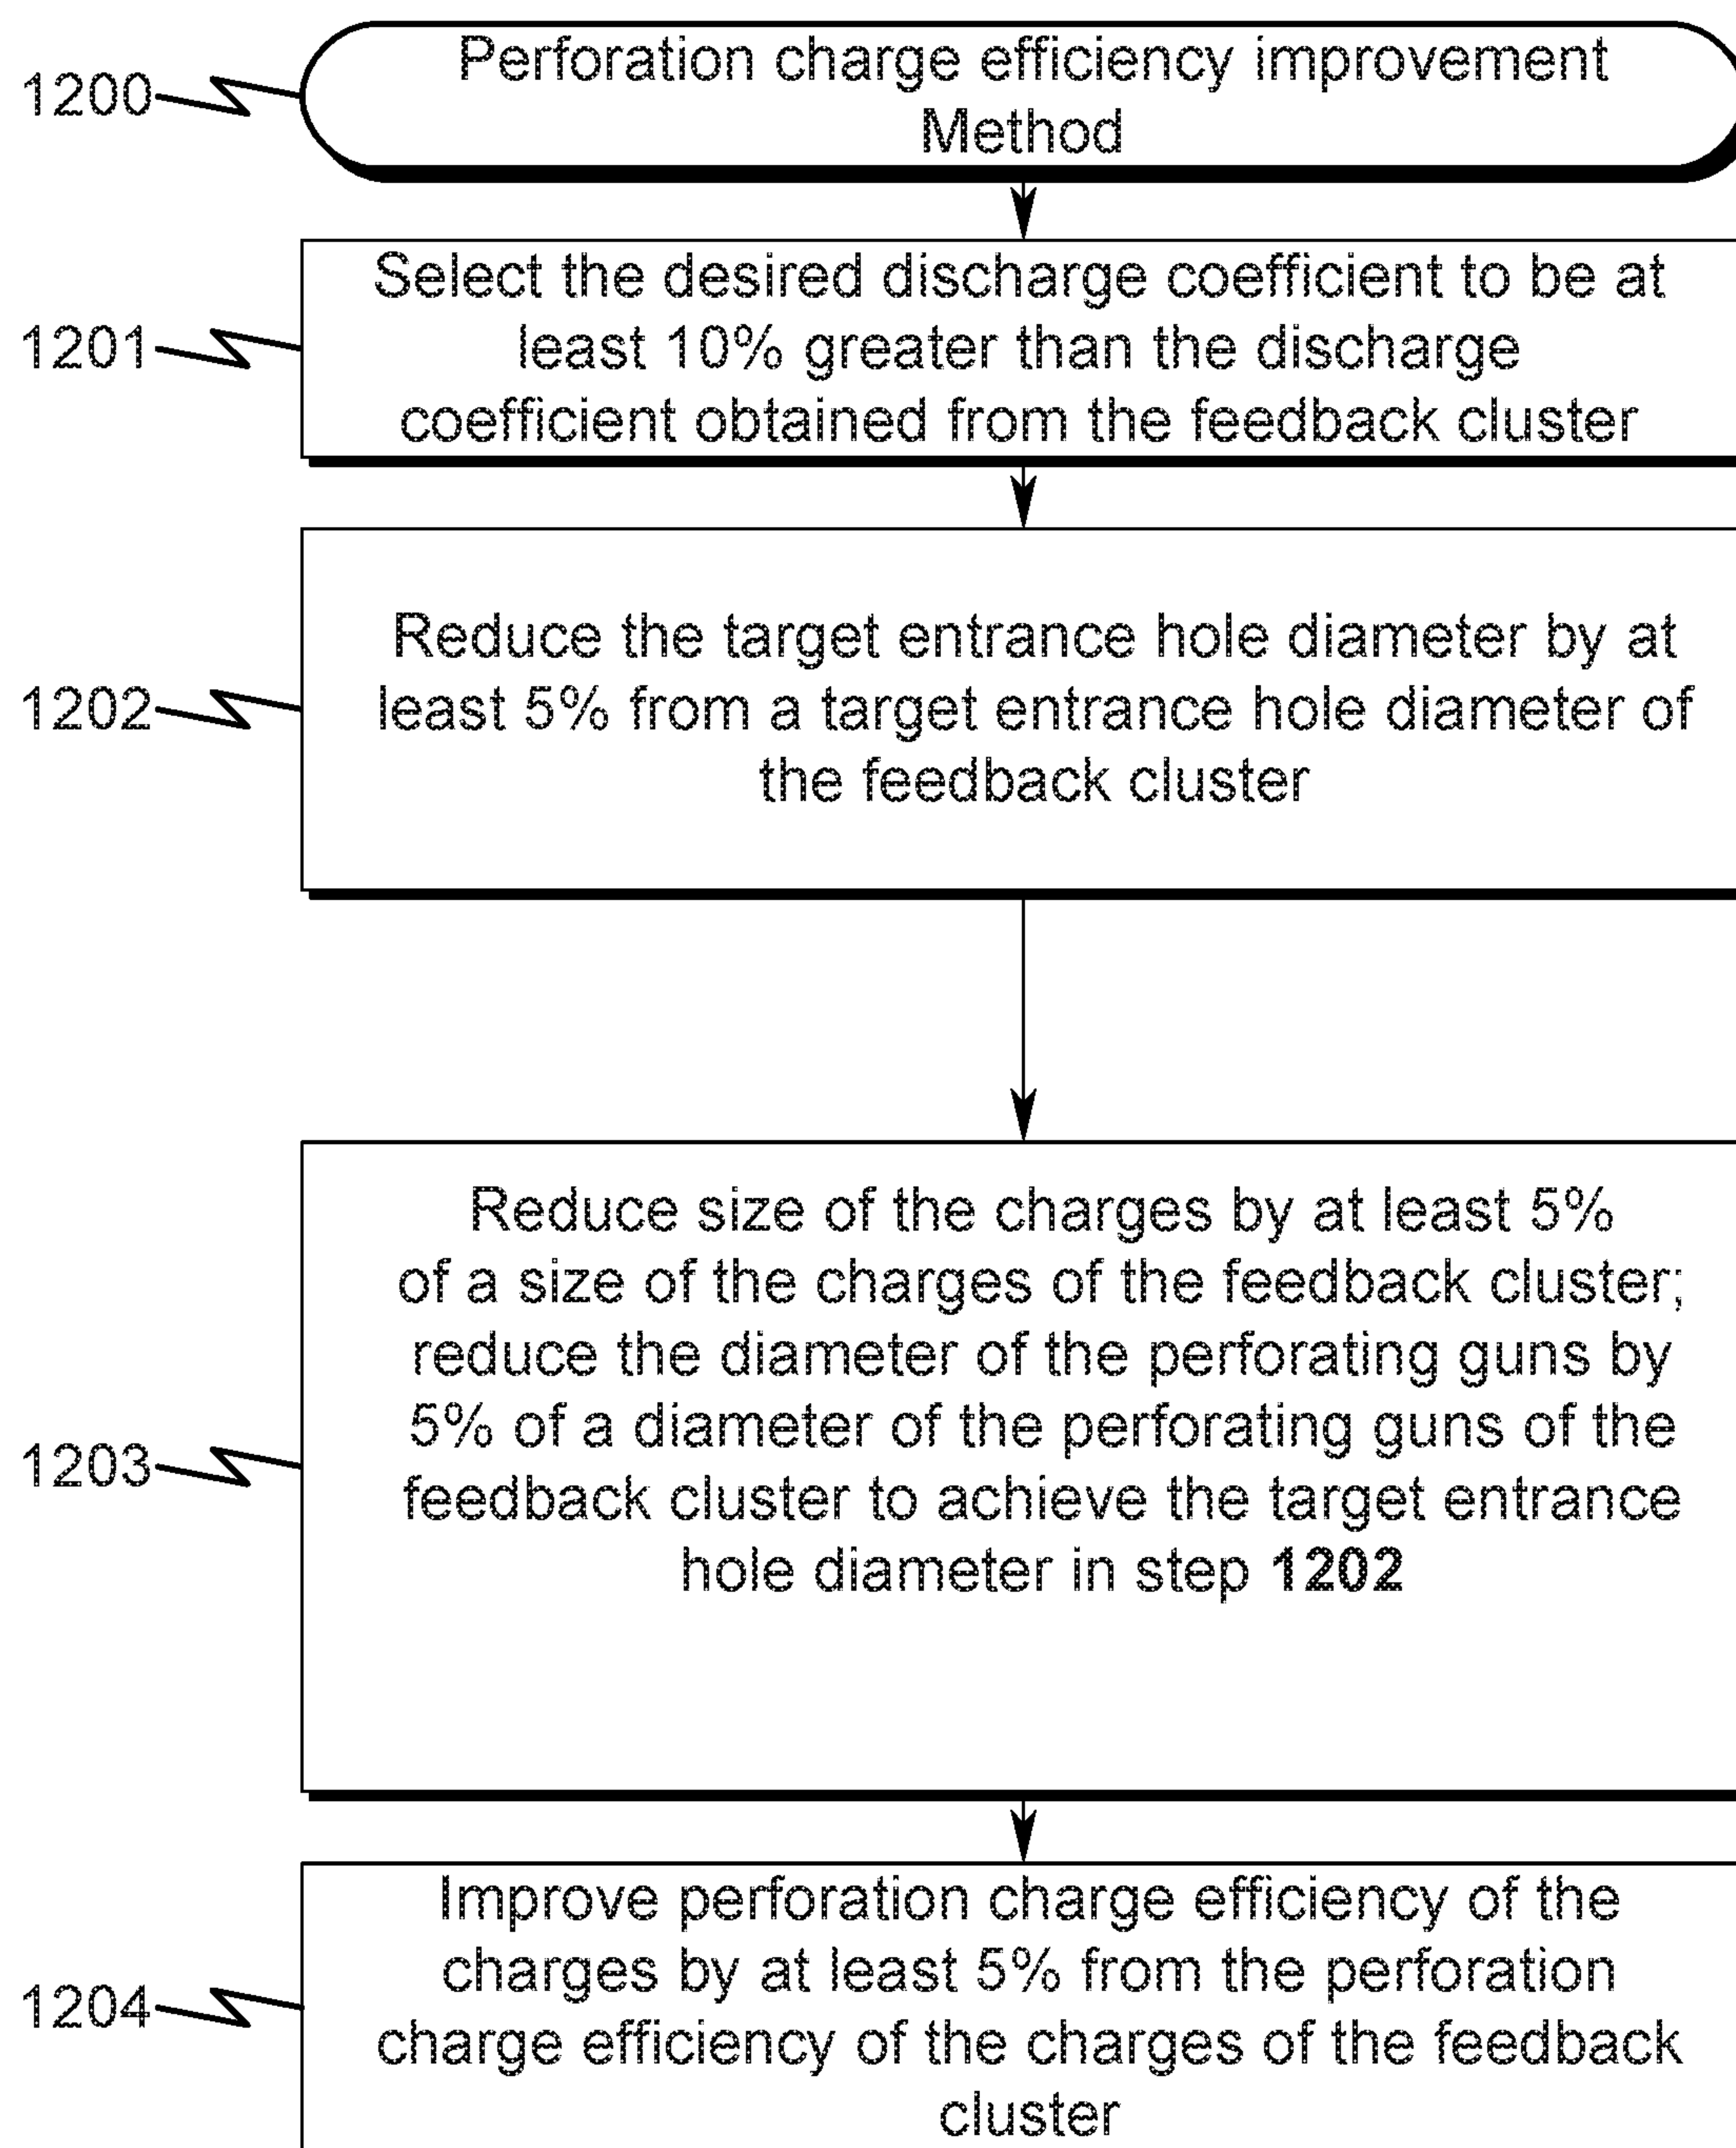 Perforation charge efficiency improvement
Method
1200
Select the desired discharge coefficient to be at
least 10% greater than the discharge
coefficient obtained from the feedback cluster
1201
Reduce the target entrance hole diameter by at
least 5% from a target entrance hole diameter of
the feedback cluster
1202
Reduce size of the charges by at least 5%
of a size of the charges of the feedback cluster;
reduce the diameter of the perforating guns by
5% of a diameter of the perforating guns of the
feedback cluster to achieve the target entrance
hole diameter in step 1202
1203
Improve perforation charge efficiency of the
charges by at least 5% from the perforation
charge efficiency of the charges of the feedback
cluster
1204